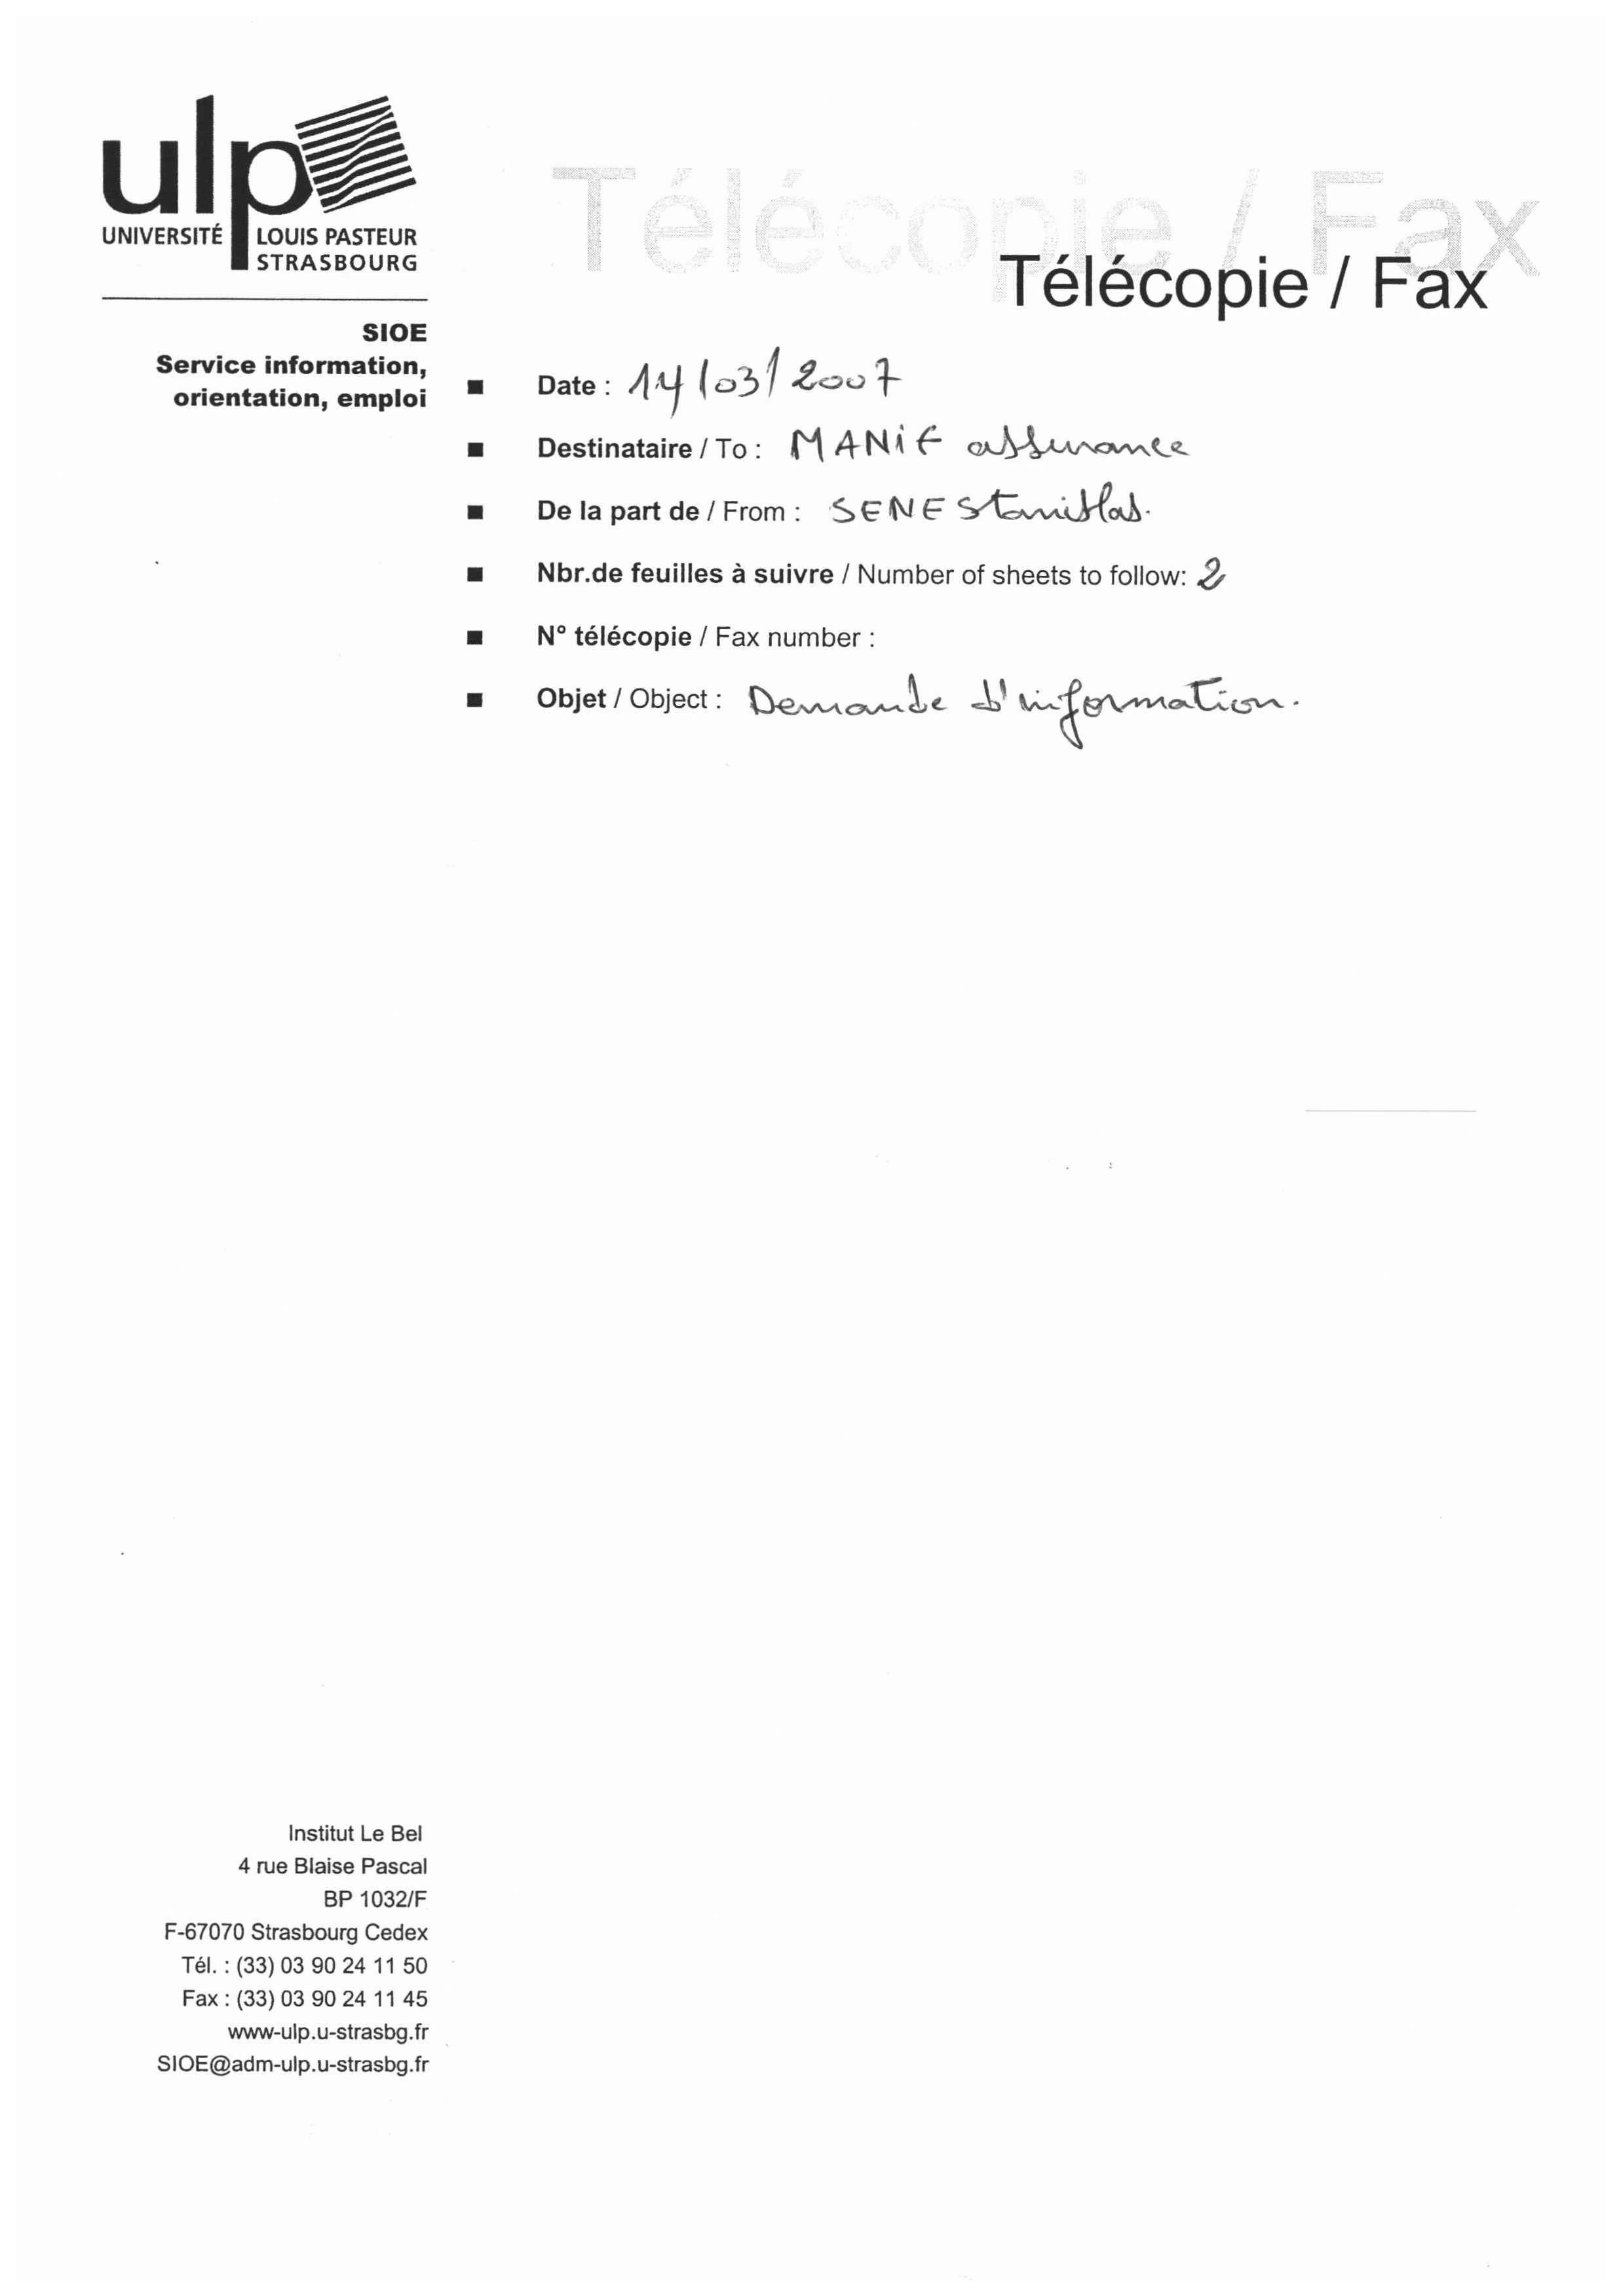 ulp
UNIVERSITÉ LOUIS PASTEUR
STRASBOURG
Télécopie / Fax
Télécopie / Fax
SIOE
Service information,
orientation, emploi
Date : 14/03/2007
Destinataire / To : MANIF assurance
De la part de / From : SENE Stanislas.
Nbr.de feuilles à suivre / Number of sheets to follow: 2
N° télécopie / Fax number :
Objet / Object : Demande d'information.
Institut Le Bel
4 rue Blaise Pascal
BP 1032/F
F-67070 Strasbourg Cedex
Tél. : (33) 03 90 24 11 50
Fax : (33) 03 90 24 11 45
www-ulp.u-strasbg.fr
SIOE@adm-ulp.u-strasbg.fr